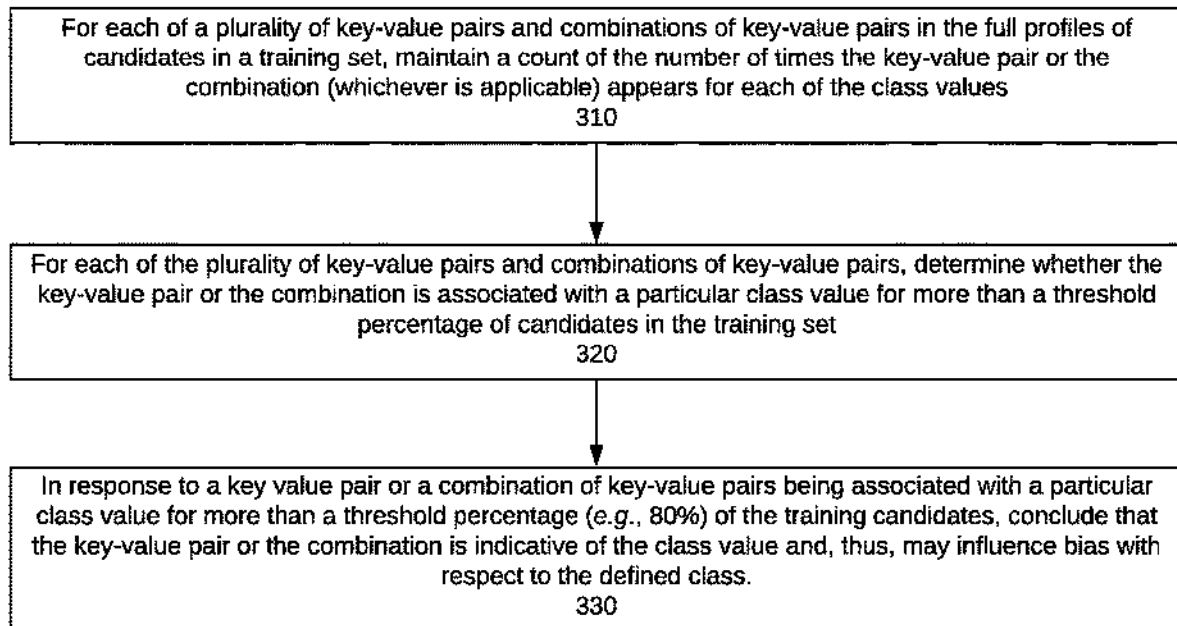 For each of a plurality of key-value pairs and combinations of key-value pairs in the full profiles of
candidates in a training set, maintain a count of the number of times the key-value pair or the
combination (whichever is applicable) appears for each of the class values
310
For each of the plurality of key-value pairs and combinations of key-value pairs, determine whether the
key-value pair or the combination is associated with a particular class value for more than a threshold
percentage of candidates in the training set
320
In response to a key value pair or a combination of key-value pairs being associated with a particular
class value for more than a threshold percentage (e.g., 80%) of the training candidates, conclude that
the key-value pair or the combination is indicative of the class value and, thus, may influence bias with
respect to the defined class.
330